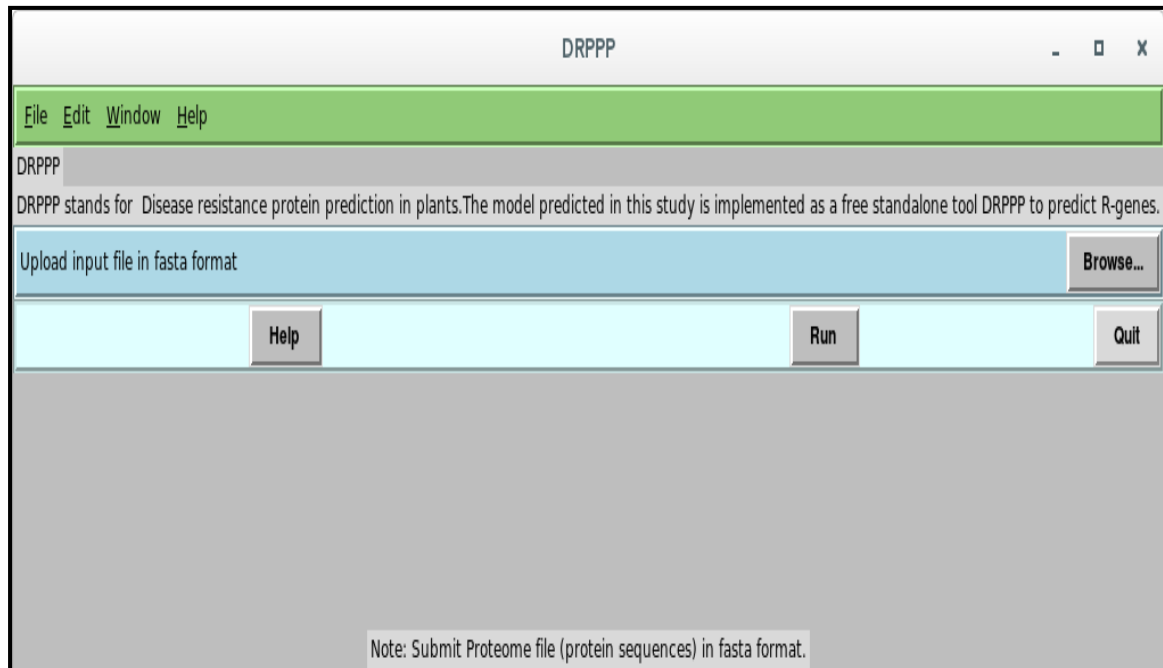 DRPPP
File Edit Window Help
DRPPP
DRPPP stands for  Disease resistance protein prediction in plants.The model predicted in this study is implemented as a free standalone tool DRPPP to predict R-genes.
Upload input file in fasta format Browse...
Help Run Quit
Note: Submit Proteome file (protein sequences) in fasta format.